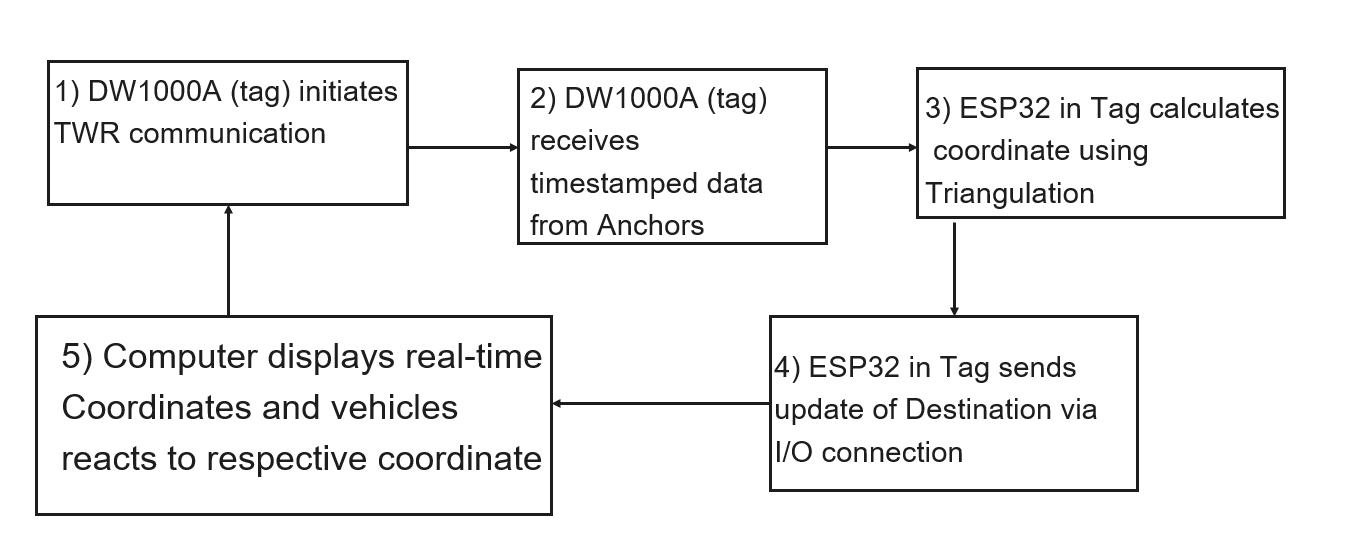 1) DW1000A (tag) initiates
TWR communication
2) DW1000A (tag)
receives
timestamped data
from Anchors
3) ESP32 in Tag calculates
coordinate using
Triangulation
4) ESP32 in Tag sends
update of Destination via
I/O connection
5) Computer displays real-time
Coordinates and vehicles
reacts to respective coordinate